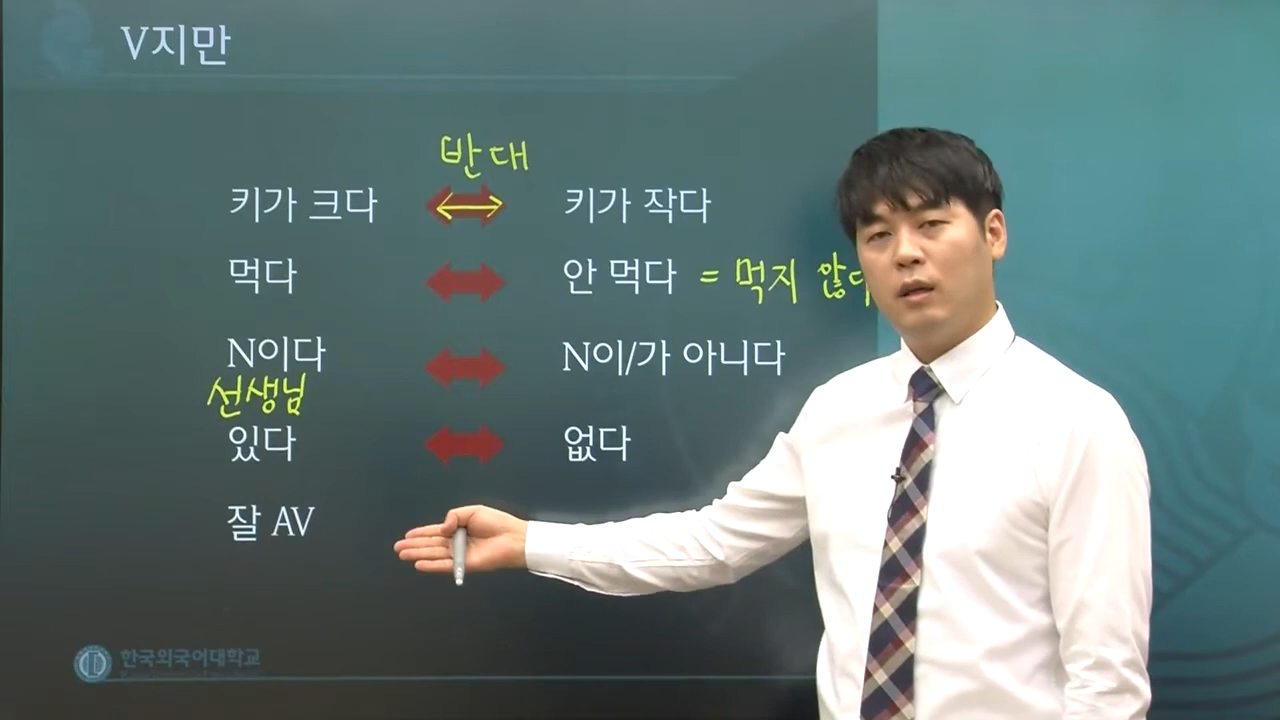 V지만
반대
키가 크다 키가 작다
먹다 안 먹다 = 먹지
N이다 N이/가 아니다
선생님
있다 없다
잘 AV
한국외국어대학교